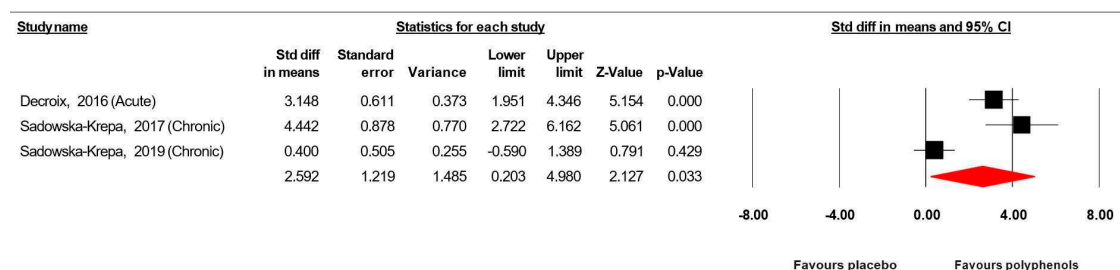 Study name Statistics for each study Std diff in means and 95% CI
Std diff Standard Lower Upper
in means error Variance limit limit Z-Value p-Value
Decroix, 2016 (Acute) 3.148 0.611 0.373 1.951 4.346 5.154 0.000
Sadowska-Krepa, 2017 (Chronic) 4.442 0.878 0.770 2.722 6.162 5.061 0.000
Sadowska-Krepa, 2019 (Chronic) 0.400 0.505 0.255 -0.590 1.389 0.791 0.429
2.592 1.219 1.485 0.203 4.980 2.127 0.033
-8.00 -4.00 0.00 4.00 8.00
Favours placebo Favours polyphenols